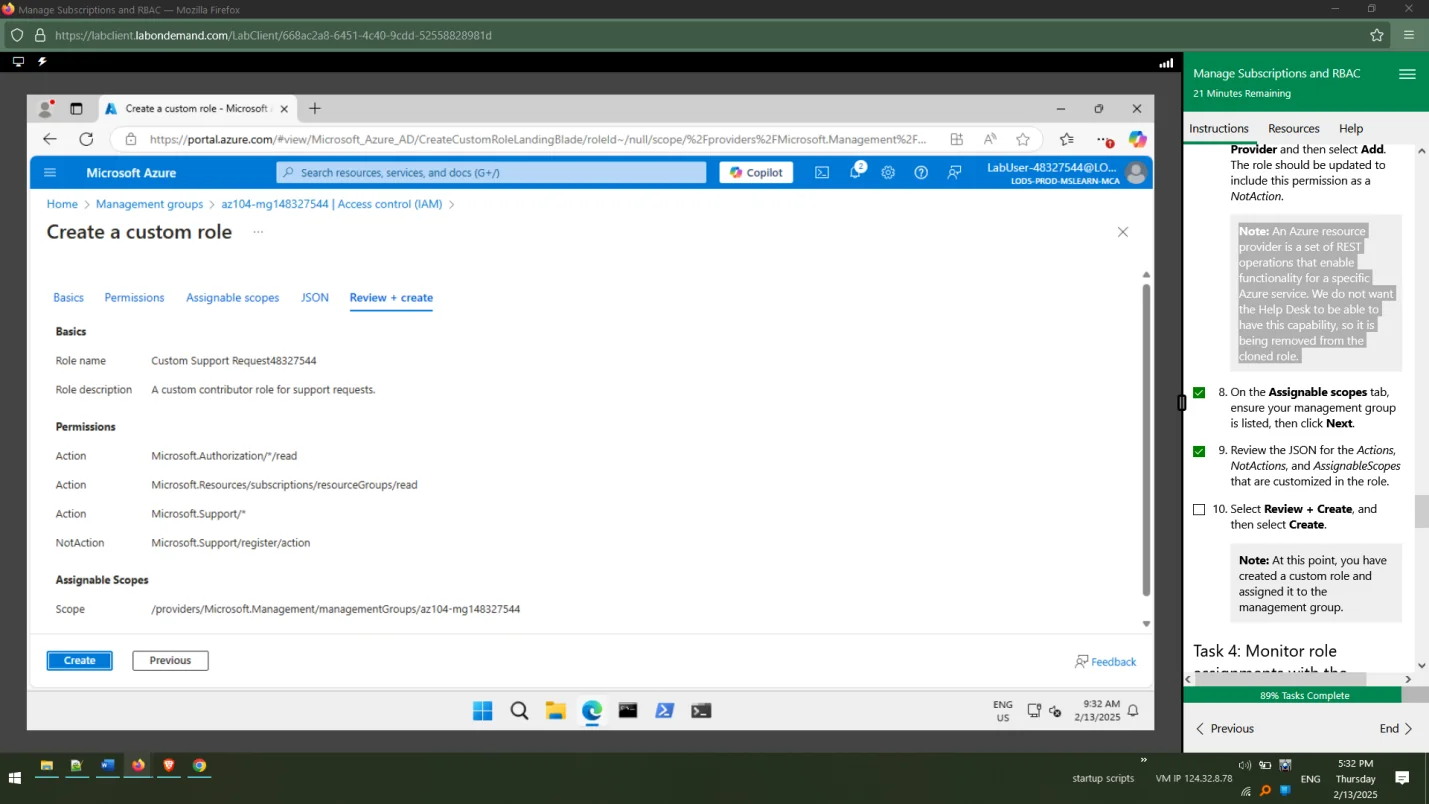 Manage Subscriptions and RBAC — Mozilla Firefox
https://labclient.labondemand.com/LabClient/668ac2a8-6451-4c40-9cdd-52558828981d
Create a custom role - Microsoft
https://portal.azure.com/#view/Microsoft_Azure_AD/CreateCustomRoleLandingBlade/roleId~/null/scope/%2Fproviders%2FMicrosoft.Management%2F...
Microsoft Azure
Search resources, services, and docs (G+/)
Copilot
2
LabUser-48327544@LO...
LODS-PROD-MSLEARN-MCA
Home > Management groups > az104-mg148327544 | Access control (IAM) >
Create a custom role ...
Basics Permissions Assignable scopes JSON Review + create
Basics
Role name Custom Support Request48327544
Role description A custom contributor role for support requests.
Permissions
Action Microsoft.Authorization/*/read
Action Microsoft.Resources/subscriptions/resourceGroups/read
Action Microsoft.Support/*
NotAction Microsoft.Support/register/action
Assignable Scopes
Scope /providers/Microsoft.Management/managementGroups/az104-mg148327544
Create Previous
Feedback
ENG
US
9:32 AM
2/13/2025
Manage Subscriptions and RBAC
21 Minutes Remaining
Instructions Resources Help
Provider and then select Add.
The role should be updated to
include this permission as a
NotAction.
Note: An Azure resource
provider is a set of REST
operations that enable
functionality for a specific
Azure service. We do not want
the Help Desk to be able to
have this capability, so it is
being removed from the
cloned role.
8. On the Assignable scopes tab,
ensure your management group
is listed, then click Next.
9. Review the JSON for the Actions,
NotActions, and AssignableScopes
that are customized in the role.
10. Select Review + Create, and
then select Create.
Note: At this point, you have
created a custom role and
assigned it to the
management group.
Task 4: Monitor role
assignments with the
89% Tasks Complete
Previous
End
startup scripts
VM IP 124.32.8.78
ENG
5:32 PM
Thursday
2/13/2025